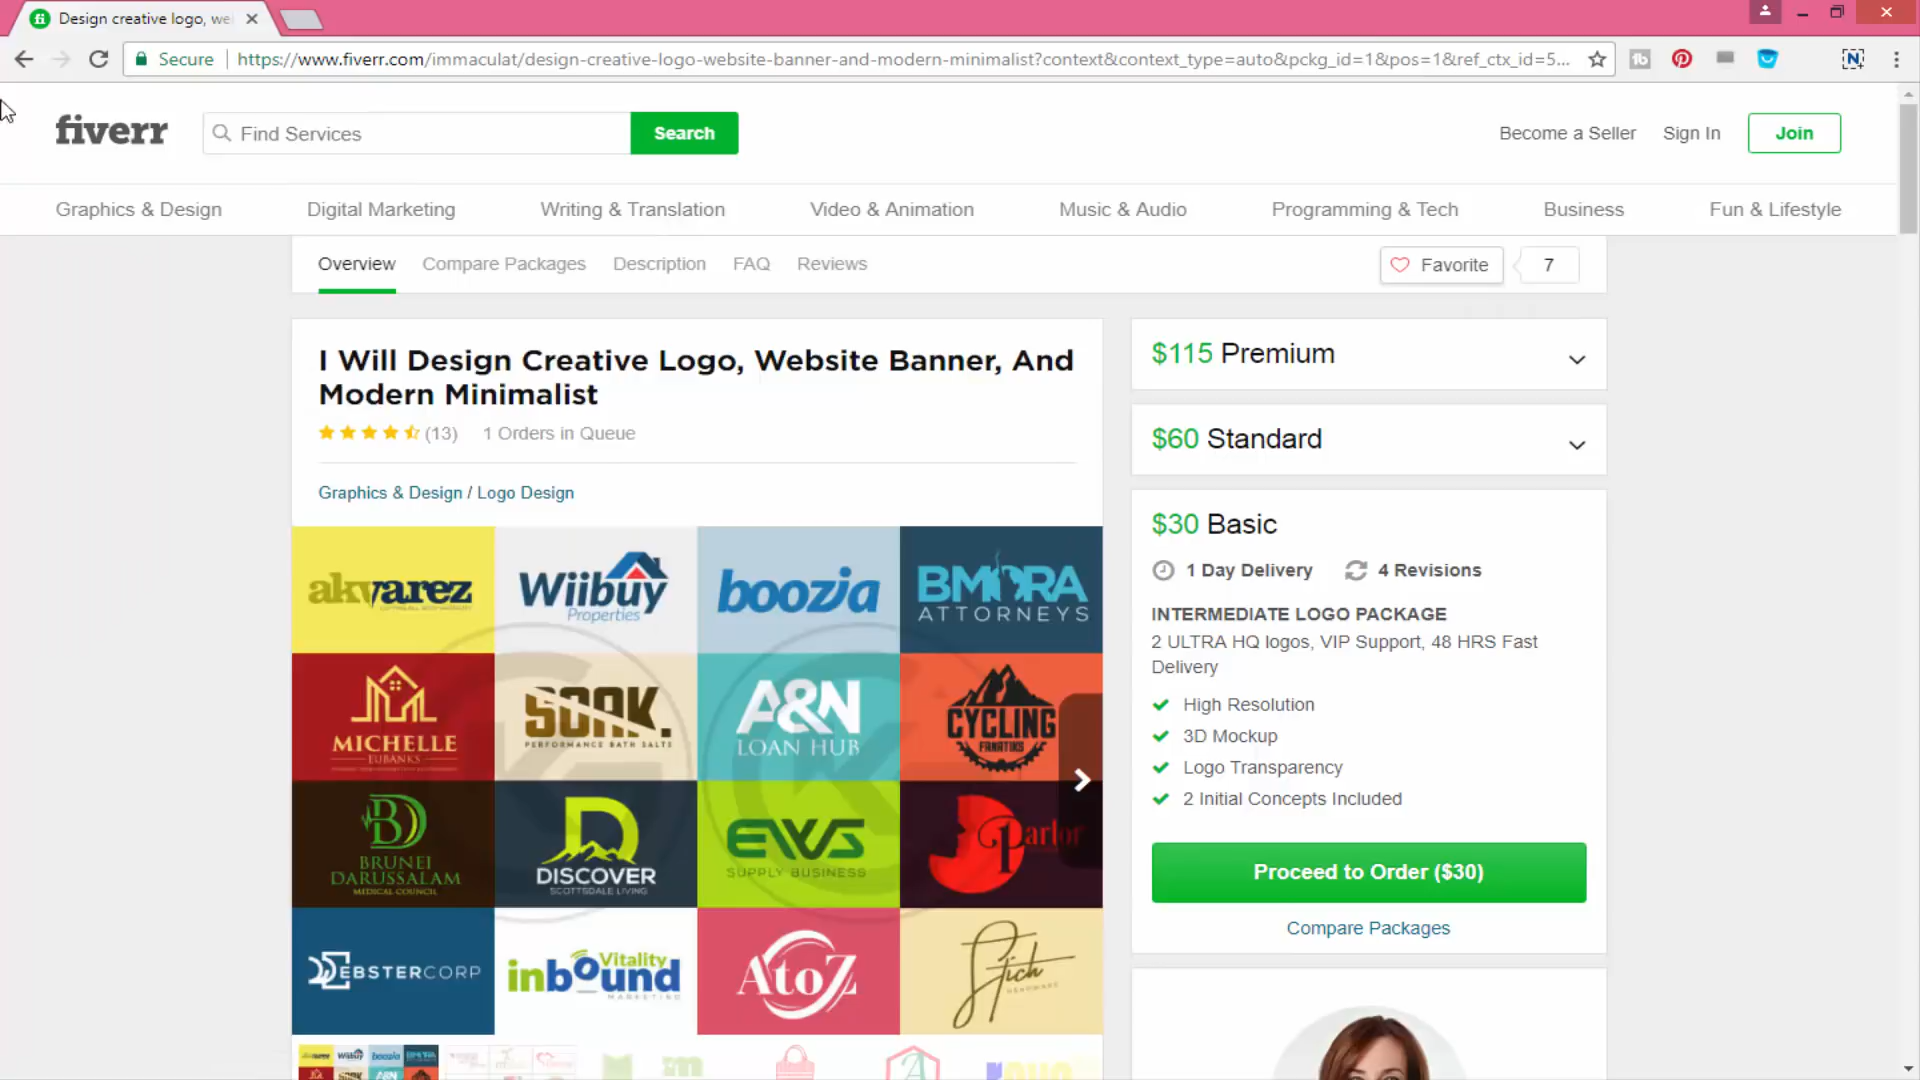 Design creative logo, we
Secure
https://www.fiverr.com/immaculat/design-creative-logo-website-banner-and-modern-minimalist?context&context_type=auto&pckg_id=1&pos=1&ref_ctx_id=5...
fiverr
Find Services
Search
Become a Seller
Sign In
Join
Graphics & Design
Digital Marketing
Writing & Translation
Video & Animation
Music & Audio
Programming & Tech
Business
Fun & Lifestyle
Overview
Compare Packages
Description
FAQ
Reviews
Favorite
7
I Will Design Creative Logo, Website Banner, And
Modern Minimalist
(13)
1 Orders in Queue
Graphics & Design / Logo Design
akvarez
Wiibuy
Properties
boozia
BMORA
ATTORNEYS
MICHELLE
EUBANKS
SOAK.
PERFORMANCE BATH SALTS
A&N
LOAN HUB
CYCLING
FANATIKS
BRUNEI
DARUSSALAM
MEDICAL COUNCIL
DISCOVER
SCOTTSDALE LIVING
EWS
SUPPLY BUSINESS
Parlor
WEBSTERCORP
Vitality
inbound
MARKETING
AtoZ
Stich
$115 Premium
$60 Standard
$30 Basic
1 Day Delivery
4 Revisions
INTERMEDIATE LOGO PACKAGE
2 ULTRA HQ logos, VIP Support, 48 HRS Fast
Delivery
High Resolution
3D Mockup
Logo Transparency
2 Initial Concepts Included
Proceed to Order ($30)
Compare Packages